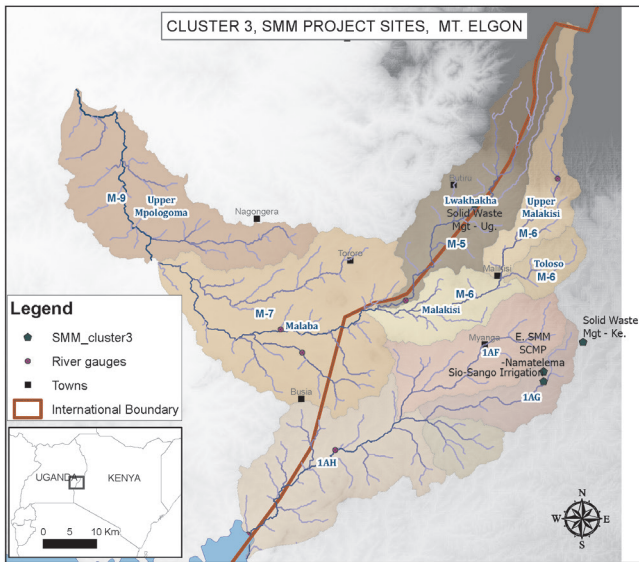 CLUSTER 3, SMM PROJECT SITES, MT. ELGON
Butiru
Lwakhakha
Solid Waste
Mgt - Ug.
Upper
Malakisi
M-9
Upper
Mpologoma
Nagongera
M-5
M-6
Tororo
Malakisi
Toloso
M-6
M-7
Malaba
M-6
Malakisi
Myanga
1AF
E. SMM
SCMP
-Namatelema
Sio-Sango Irrigation
Solid Waste
Mgt - Ke.
1AG
Busia
1AH
Legend
SMM_cluster3
River gauges
Towns
International Boundary
UGANDA
KENYA
0 5 10 Km
N
W E
S